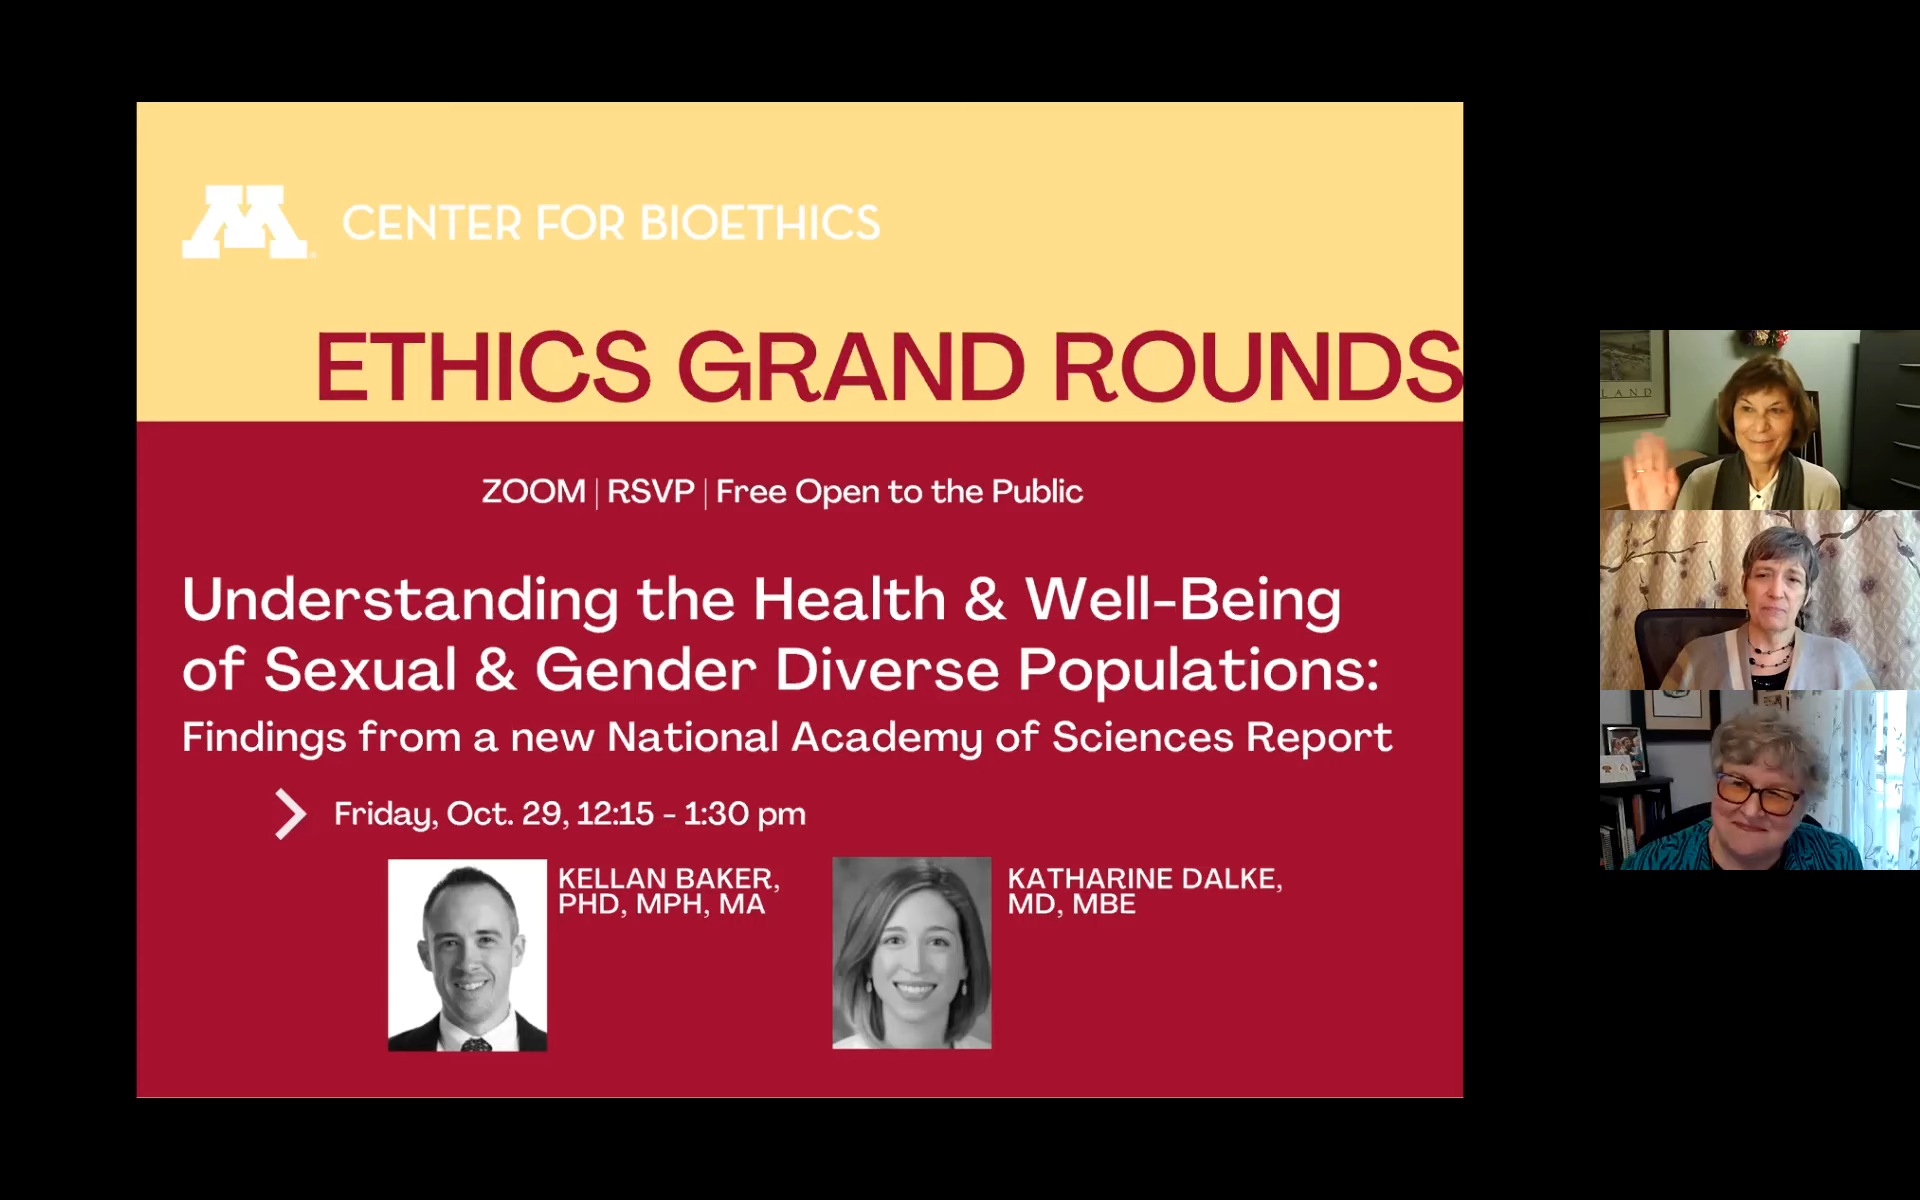 M
CENTER FOR BIOETHICS
ETHICS GRAND ROUNDS
ZOOM | RSVP | Free Open to the Public
Understanding the Health & Well-Being
of Sexual & Gender Diverse Populations:
Findings from a new National Academy of Sciences Report
Friday, Oct. 29, 12:15 - 1:30 pm
KELLAN BAKER,
PHD, MPH, MA
KATHARINE DALKE,
MD, MBE
LAND